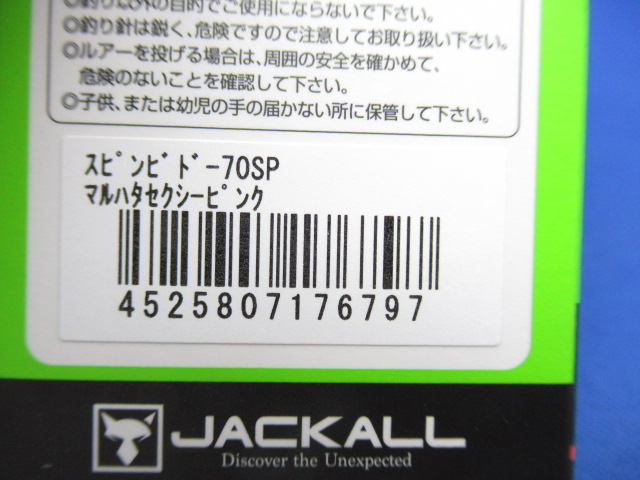 ◎釣り以外の目的でご使用にならないで下さい。
◎釣り針は鋭く、危険ですので注意してお取り扱い下さい。
◎ルアーを投げる場合は、周囲の安全を確かめて、
危険のないことを確認して下さい。
◎子供、または幼児の手の届かない所に保管して下さい。
ｽﾋﾟﾝﾋﾞﾄﾞｰ70SP
マルハタセクシーピンク
4525807176797
JACKALL
Discover the Unexpected